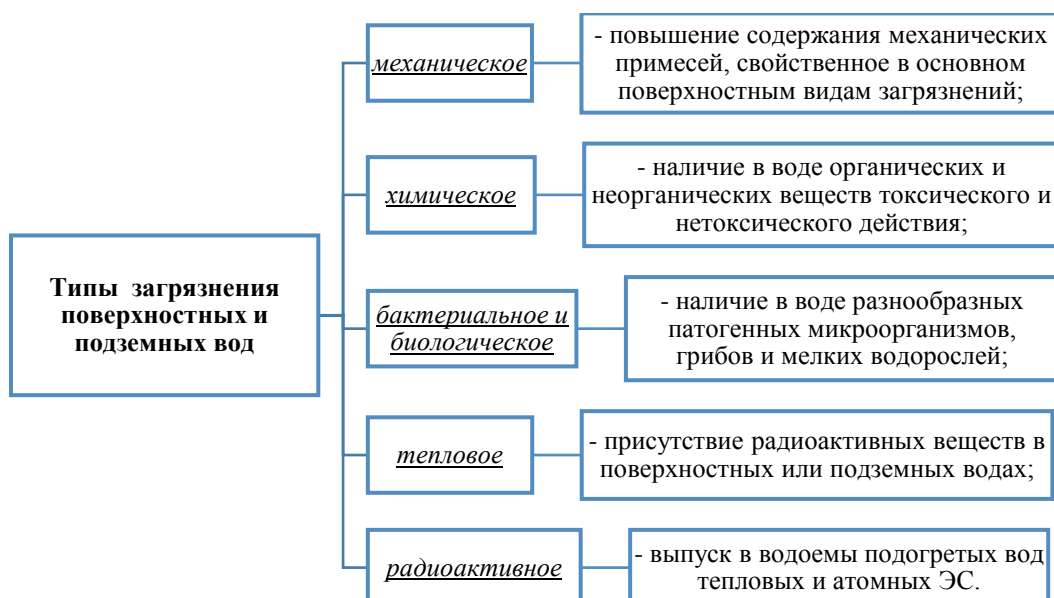 Типы загрязнения
поверхностных и
подземных вод
механическое
- повышение содержания механических
примесей, свойственное в основном
поверхностным видам загрязнений;
химическое
- наличие в воде органических и
неорганических веществ токсического и
нетоксического действия;
бактериальное и
биологическое
- наличие в воде разнообразных
патогенных микроорганизмов,
грибов и мелких водорослей;
тепловое
- присутствие радиоактивных веществ в
поверхностных или подземных водах;
радиоактивное
- выпуск в водоемы подогретых вод
тепловых и атомных ЭС.